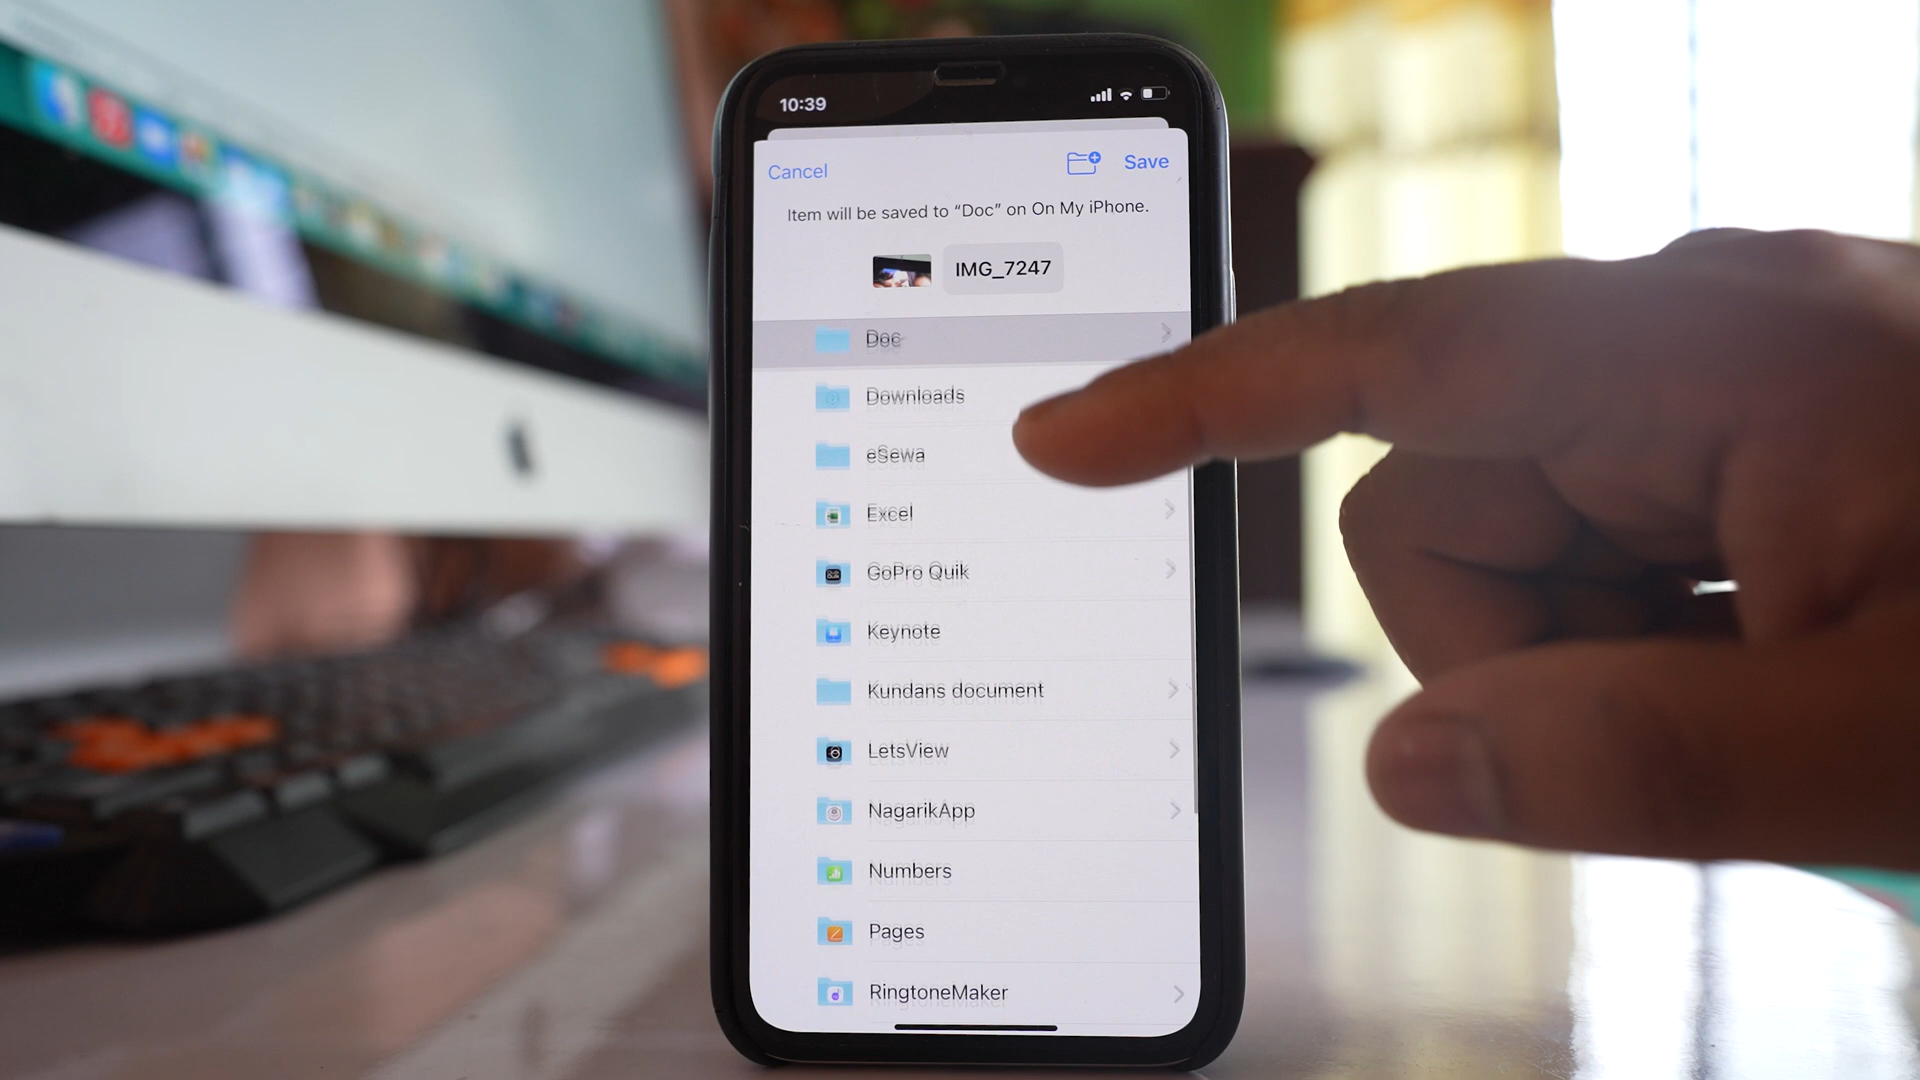 10:39
Cancel
Save
Item will be saved to “Doc” on On My iPhone.
IMG_7247
Doc
Downloads
eSewa
Excel
GoPro Quik
Keynote
Kundans document
LetsView
NagarikApp
Numbers
Pages
RingtoneMaker